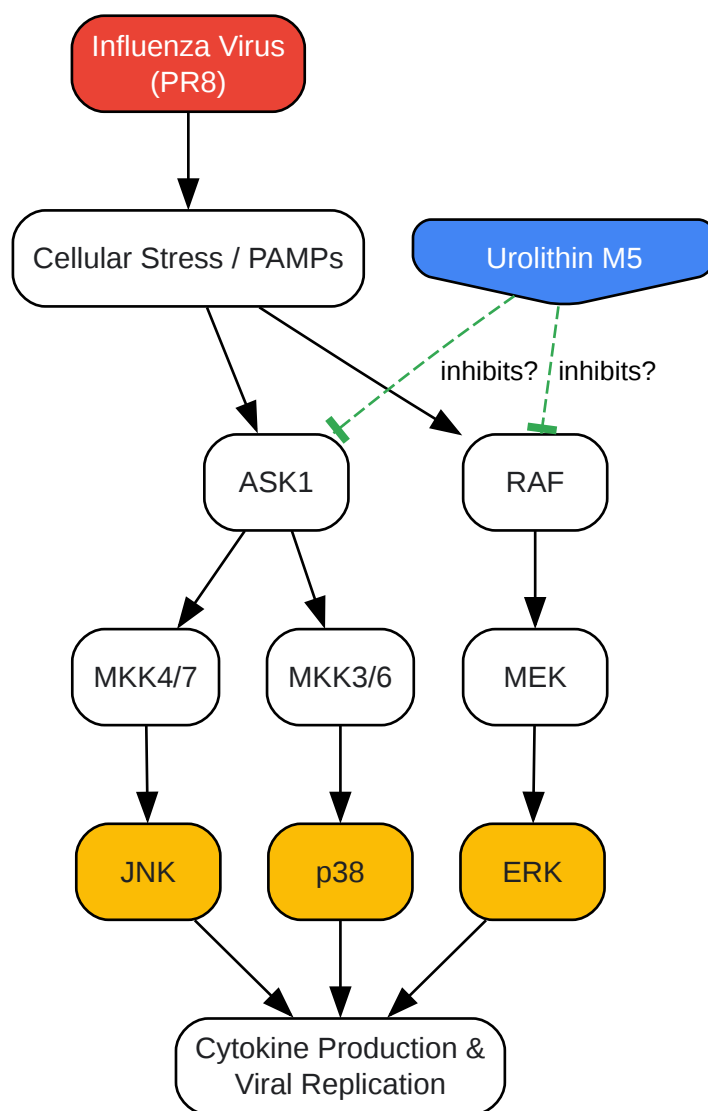 Influenza Virus
(PR8)
Cellular Stress / PAMPs
Urolithin M5
inhibits?
inhibits?
ASK1
RAF
MKK4/7
MKK3/6
MEK
JNK
p38
ERK
Cytokine Production &
Viral Replication